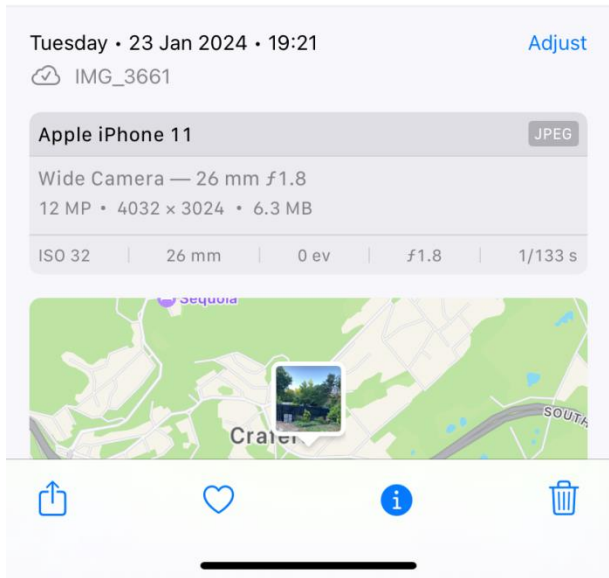 Tuesday • 23 Jan 2024 • 19:21
Adjust
IMG_3661
Apple iPhone 11
JPEG
Wide Camera — 26 mm ƒ1.8
12 MP • 4032 × 3024 • 6.3 MB
ISO 32 | 26 mm | 0 ev | ƒ1.8 | 1/133 s
Sequoia